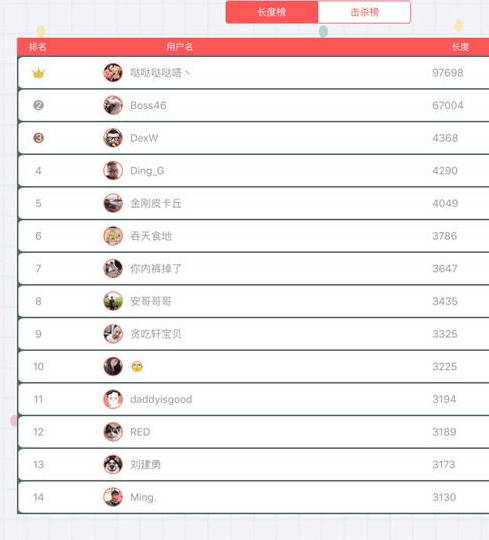 长度榜 击杀榜
排名 用户名 长度
哒哒哒哒嗒丶 97698
2 Boss46 67004
3 DexW 4368
4 Ding_G 4290
5 金刚皮卡丘 4049
6 吞天食地 3786
7 你内裤掉了 3647
8 安哥哥哥 3435
9 贪吃轩宝贝 3325
10 3225
11 daddyisgood 3194
12 RED 3189
13 刘建勇 3173
14 Ming. 3130